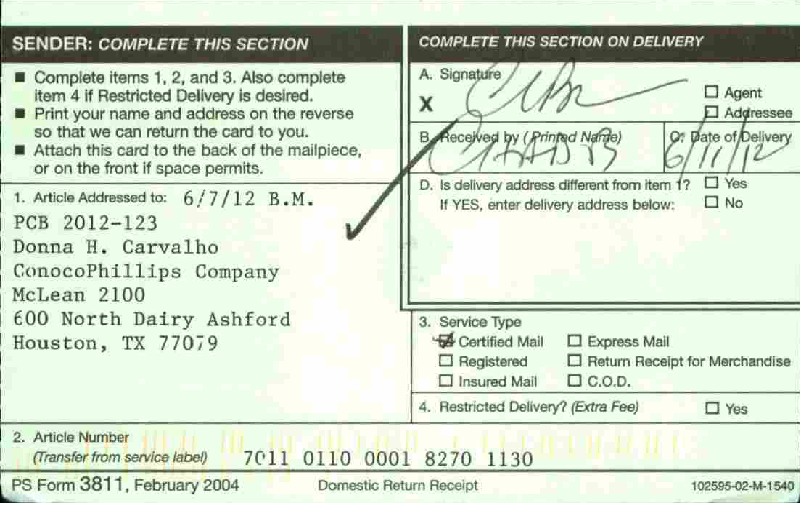 SENDER: COMPLETE THIS SECTION
■ Complete items 1, 2, and 3. Also complete
item 4 if Restricted Delivery is desired.
■ Print your name and address on the reverse
so that we can return the card to you.
■ Attach this card to the back of the mailpiece,
or on the front if space permits.
1. Article Addressed to: 6/7/12 B.M.
PCB 2012-123
Donna H. Carvalho
ConocoPhillips Company
McLean 2100
600 North Dairy Ashford
Houston, TX 77079
COMPLETE THIS SECTION ON DELIVERY
A. Signature
X
☐ Agent
☐ Addressee
B. Received by (Printed Name)
C. Date of Delivery
6/11/12
D. Is delivery address different from item 1? ☐ Yes
If YES, enter delivery address below: ☐ No
3. Service Type
☑ Certified Mail ☐ Express Mail
☐ Registered ☐ Return Receipt for Merchandise
☐ Insured Mail ☐ C.O.D.
4. Restricted Delivery? (Extra Fee) ☐ Yes
2. Article Number
(Transfer from service label) 7011 0110 0001 8270 1130
PS Form 3811, February 2004 Domestic Return Receipt 102595-02-M-1540